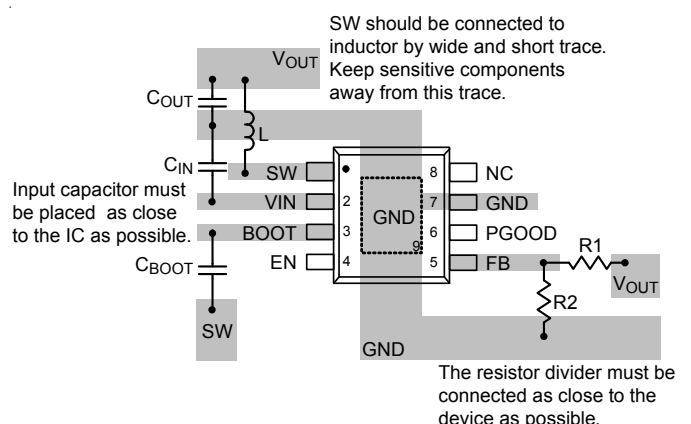 SW should be connected to
inductor by wide and short trace.
Keep sensitive components
away from this trace.
VOUT
COUT
L
CIN
Input capacitor must
be placed as close
to the IC as possible.
SW
8 NC
VIN 2
7 GND
GND
BOOT 3
6 PGOOD
9
EN 4
5 FB
R1
VOUT
R2
CBOOT
SW
GND
The resistor divider must be
connected as close to the
device as possible.